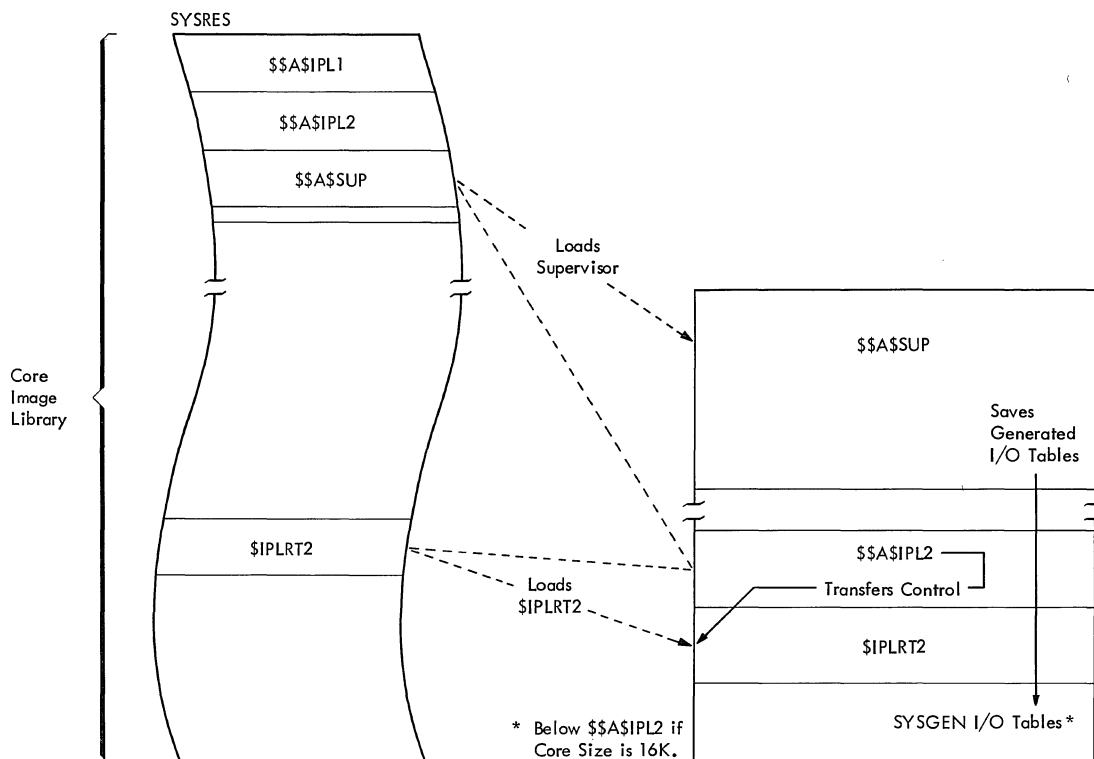 SYSRES
$$A$IPL1
$$A$IPL2
$$A$SUP
Loads
Supervisor
$$A$SUP
Core
Image
Library
Saves
Generated
I/O Tables
$IPLRT2
$$A$IPL2
Loads
$IPLRT2
Transfers Control
$IPLRT2
* Below $$A$IPL2 if
Core Size is 16K.
SYSGEN I/O Tables*